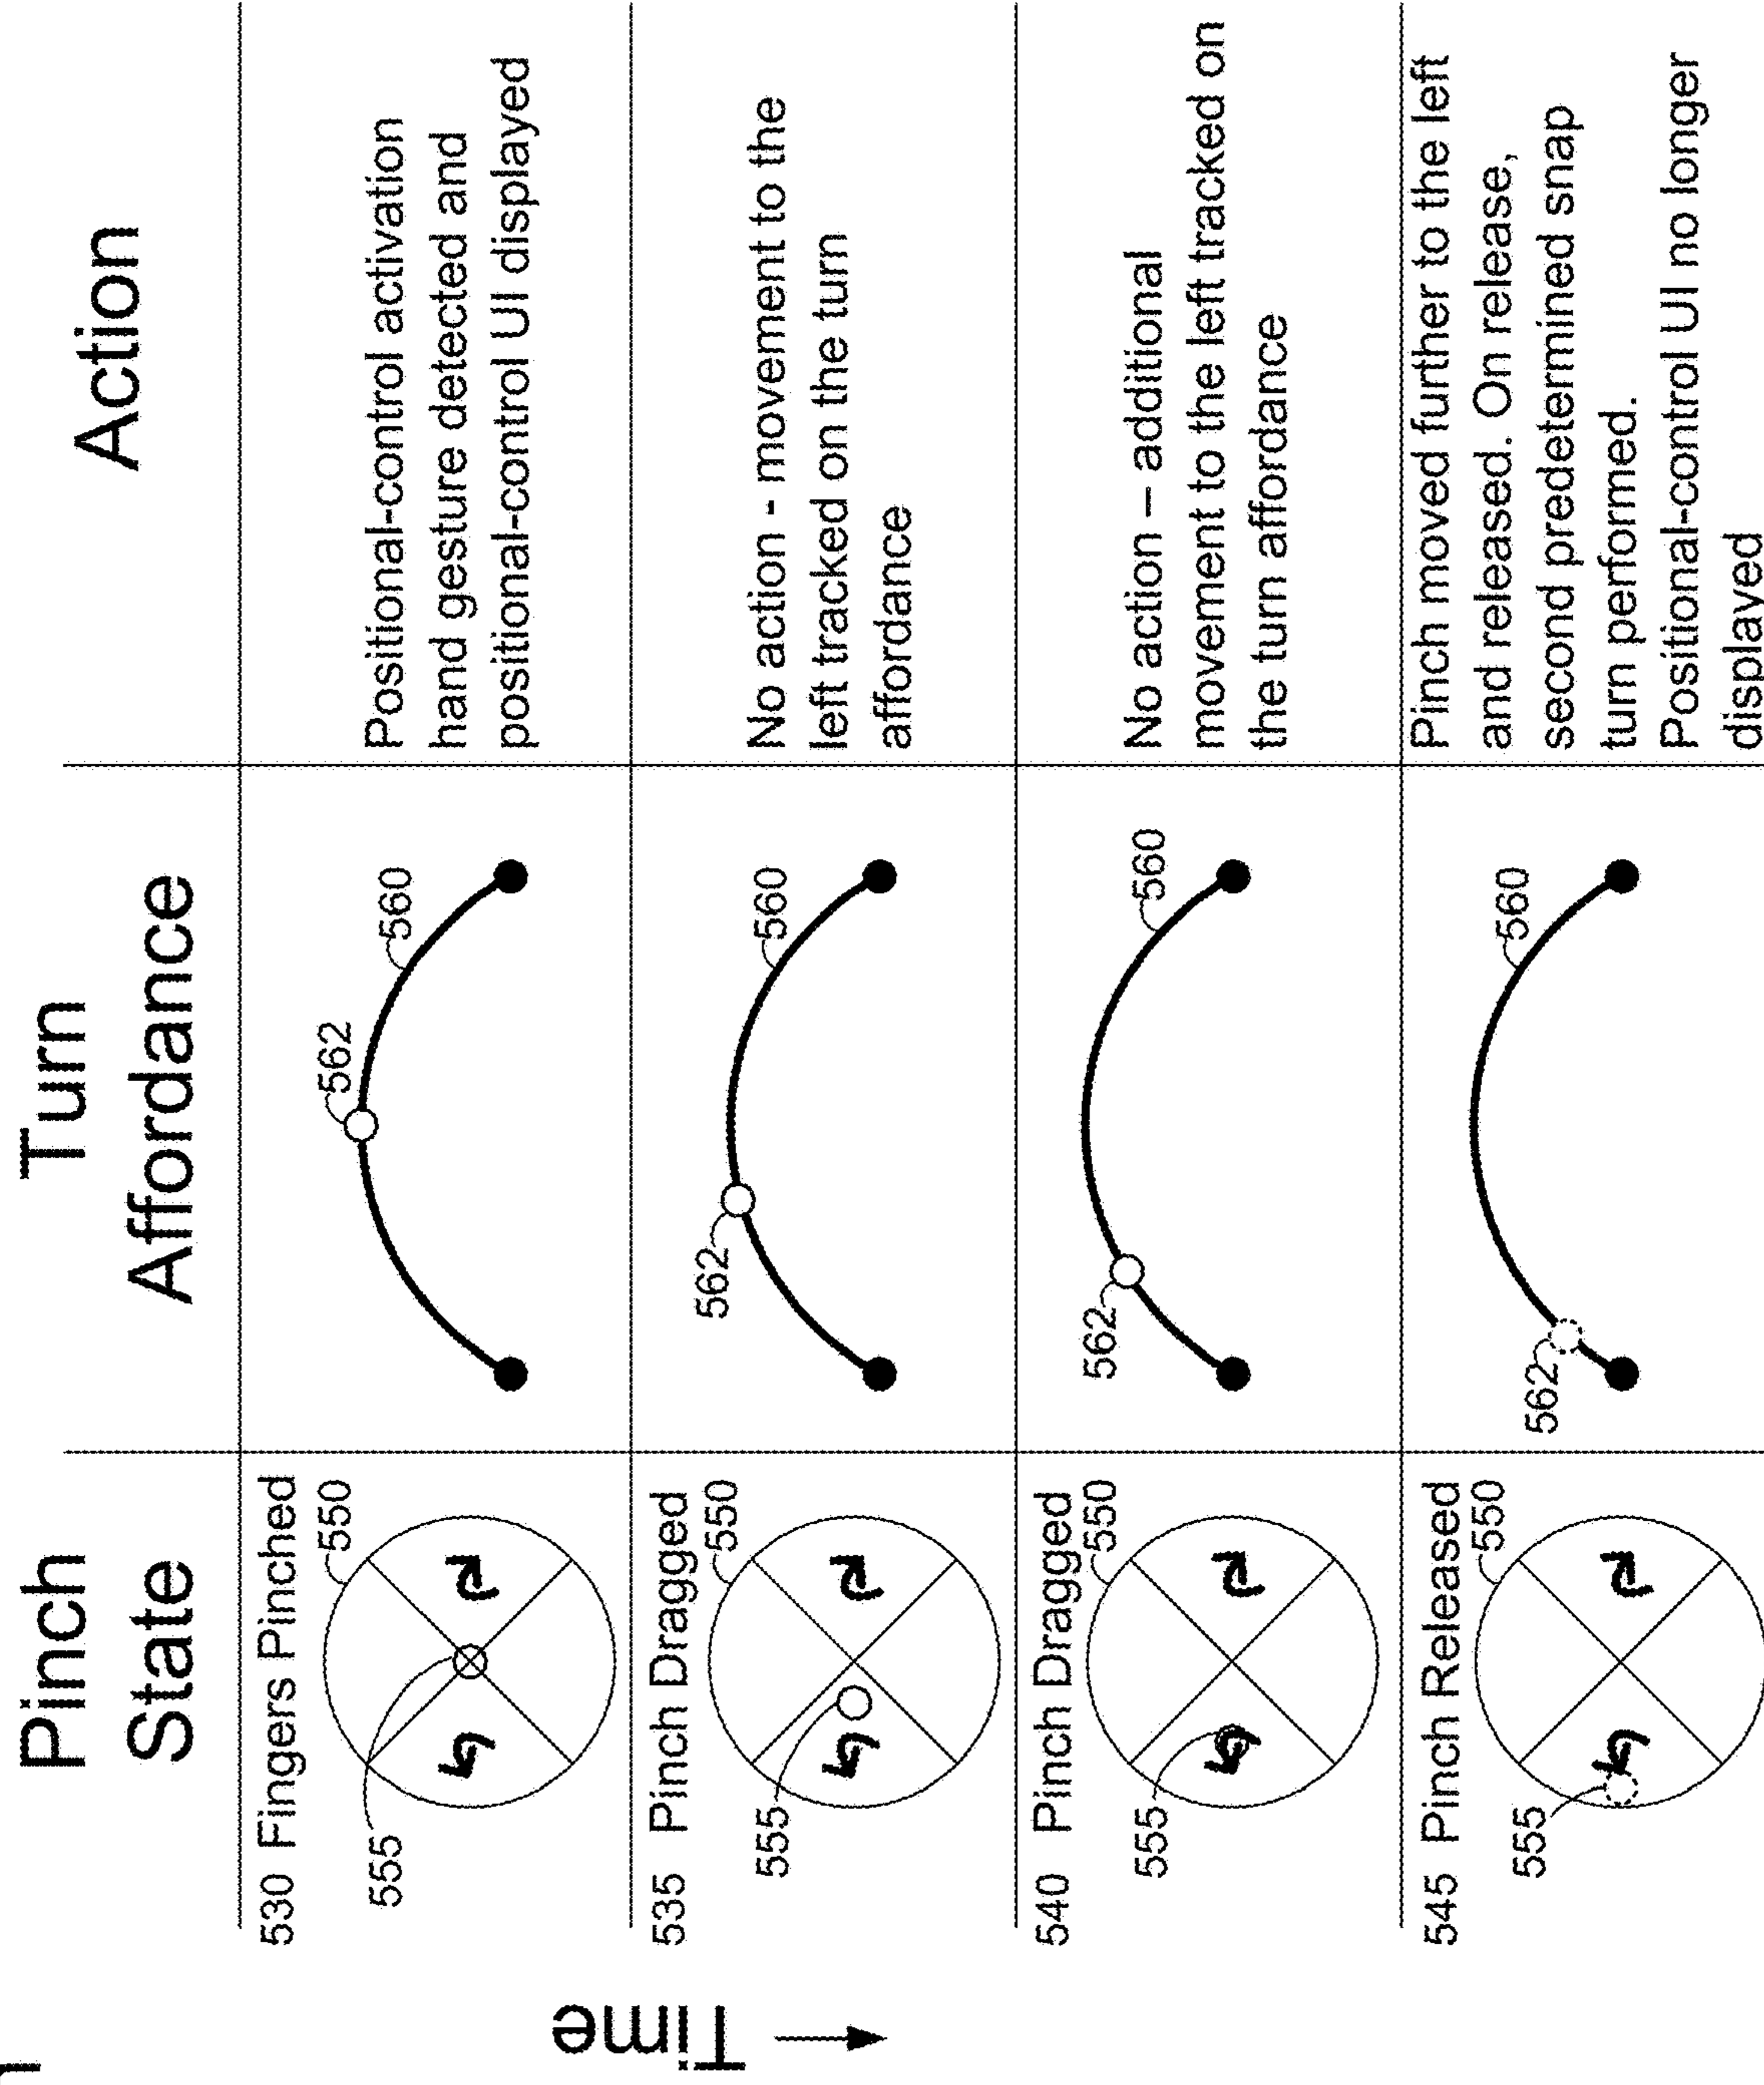 Pinch
State
Turn
Affordance
Action
Time
530 Fingers Pinched
550
555
562
560
Positional-control activation
hand gesture detected and
positional-control UI displayed
535 Pinch Dragged
550
555
562
560
No action - movement to the
left tracked on the turn
affordance
540 Pinch Dragged
550
555
562
560
No action – additional
movement to the left tracked on
the turn affordance
545 Pinch Released
550
555
562
560
Pinch moved further to the left
and released. On release,
second predetermined snap
turn performed.
Positional-control UI no longer
displayed